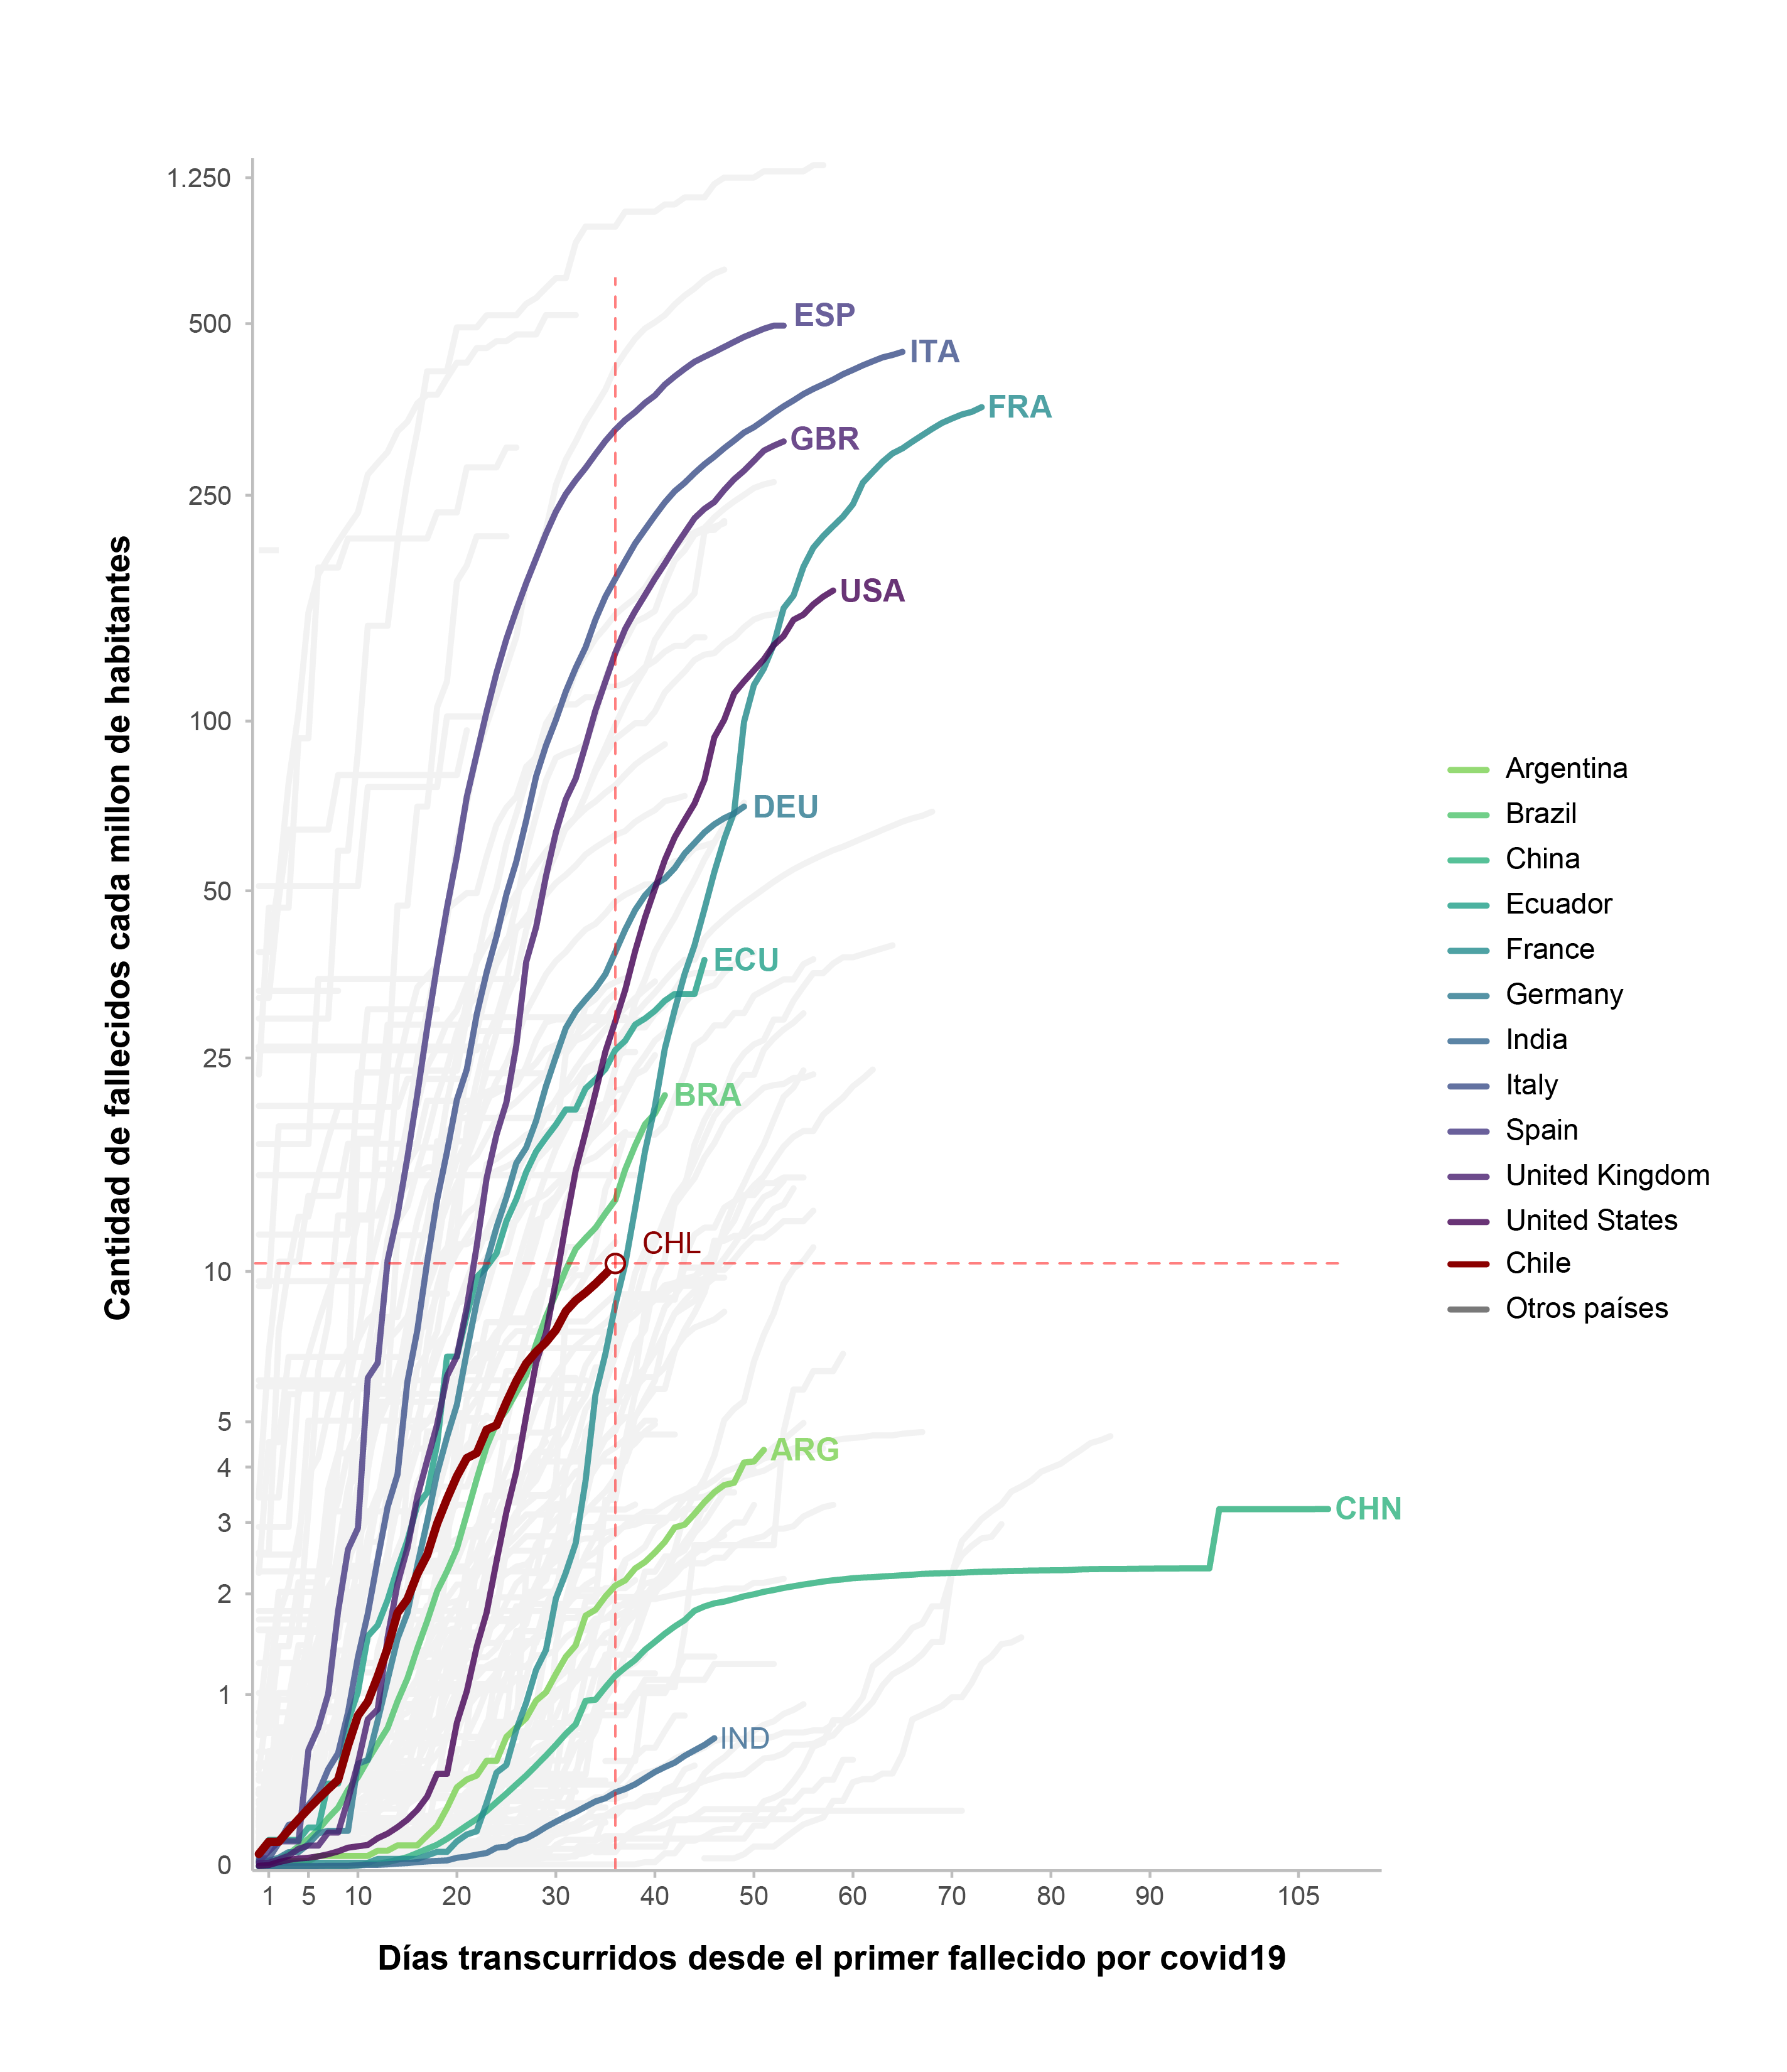 Cantidad de fallecidos cada millon de habitantes
1.250
500
250
100
50
25
10
5
4
3
2
1
0
ESP
ITA
FRA
GBR
USA
DEU
ECU
BRA
CHL
ARG
CHN
IND
1 5 10 20 30 40 50 60 70 80 90 105
Días transcurridos desde el primer fallecido por covid19
Argentina
Brazil
China
Ecuador
France
Germany
India
Italy
Spain
United Kingdom
United States
Chile
Otros países